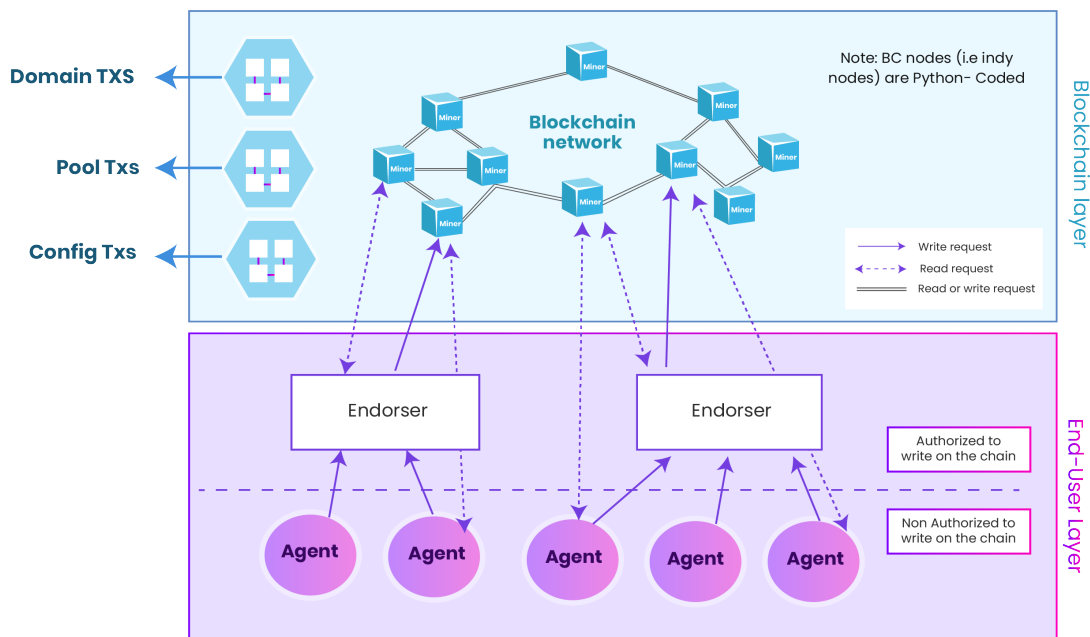 Domain TXS
Pool Txs
Config Txs
Miner
Miner
Miner
Miner
Miner
Miner
Miner
Miner
Miner
Miner
Blockchain
network
Note: BC nodes (i.e indy
nodes) are Python- Coded
Write request
Read request
Read or write request
Blockchain layer
Endorser
Endorser
Authorized to
write on the chain
Non Authorized to
write on the chain
Agent
Agent
Agent
Agent
Agent
End-User Layer